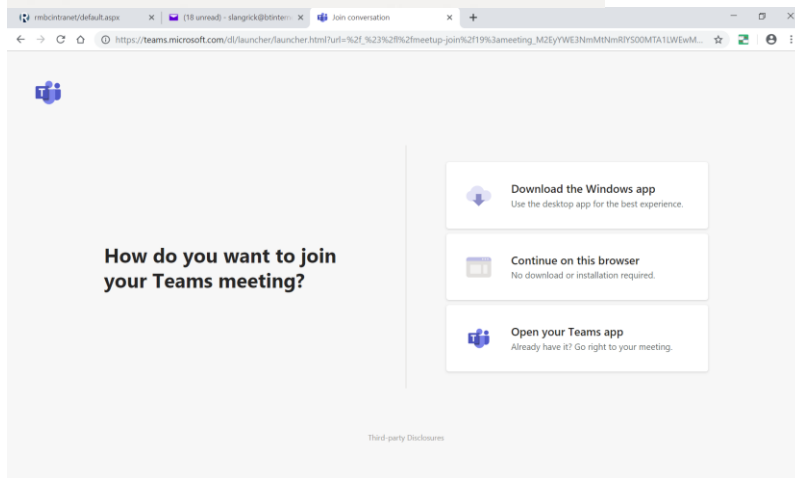 rmbcintranet/default.aspx
(18 unread) - slangrick@btintern
Join conversation
https://teams.microsoft.com/dl/launcher/launcher.html?url=%2f_%23%2fl%2fmeetup-join%2f19%3ameeting_M2EyYWE3NmMtNmRlYS00MTA1LWEwM...
Download the Windows app
Use the desktop app for the best experience.
How do you want to join
your Teams meeting?
Continue on this browser
No download or installation required.
Open your Teams app
Already have it? Go right to your meeting.
Third-party Disclosures